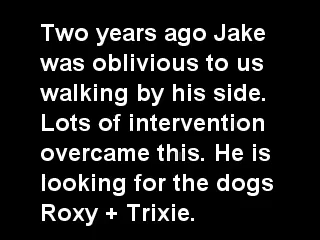 Two years ago Jake
was oblivious to us
walking by his side.
Lots of intervention
overcame this. He is
looking for the dogs
Roxy + Trixie.